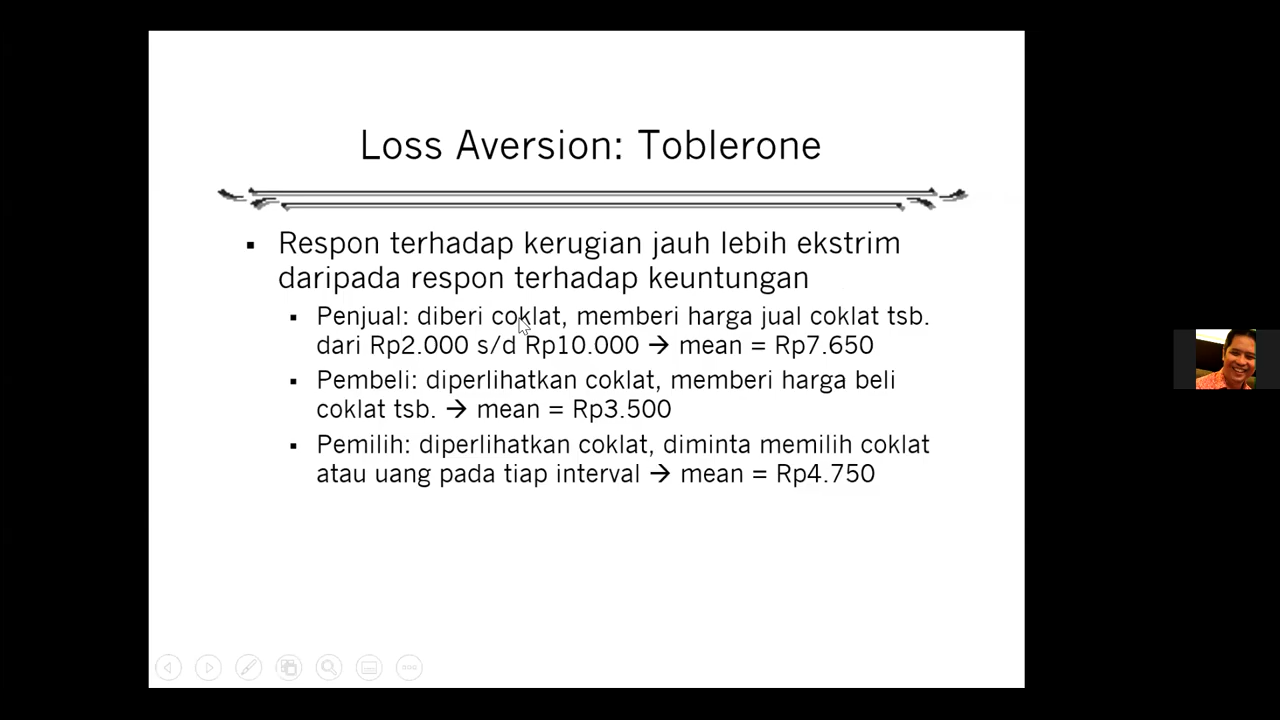 Loss Aversion: Toblerone
▪ Respon terhadap kerugian jauh lebih ekstrim
daripada respon terhadap keuntungan
▪ Penjual: diberi coklat, memberi harga jual coklat tsb.
dari Rp2.000 s/d Rp10.000 → mean = Rp7.650
▪ Pembeli: diperlihatkan coklat, memberi harga beli
coklat tsb. → mean = Rp3.500
▪ Pemilih: diperlihatkan coklat, diminta memilih coklat
atau uang pada tiap interval → mean = Rp4.750